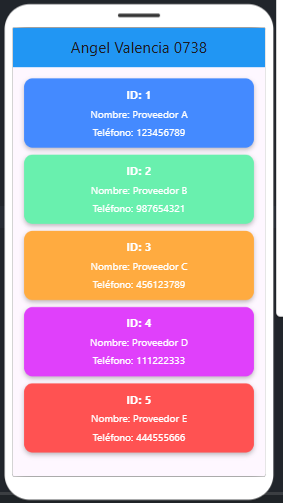 Angel Valencia 0738
ID: 1
Nombre: Proveedor A
Teléfono: 123456789
ID: 2
Nombre: Proveedor B
Teléfono: 987654321
ID: 3
Nombre: Proveedor C
Teléfono: 456123789
ID: 4
Nombre: Proveedor D
Teléfono: 111222333
ID: 5
Nombre: Proveedor E
Teléfono: 444555666